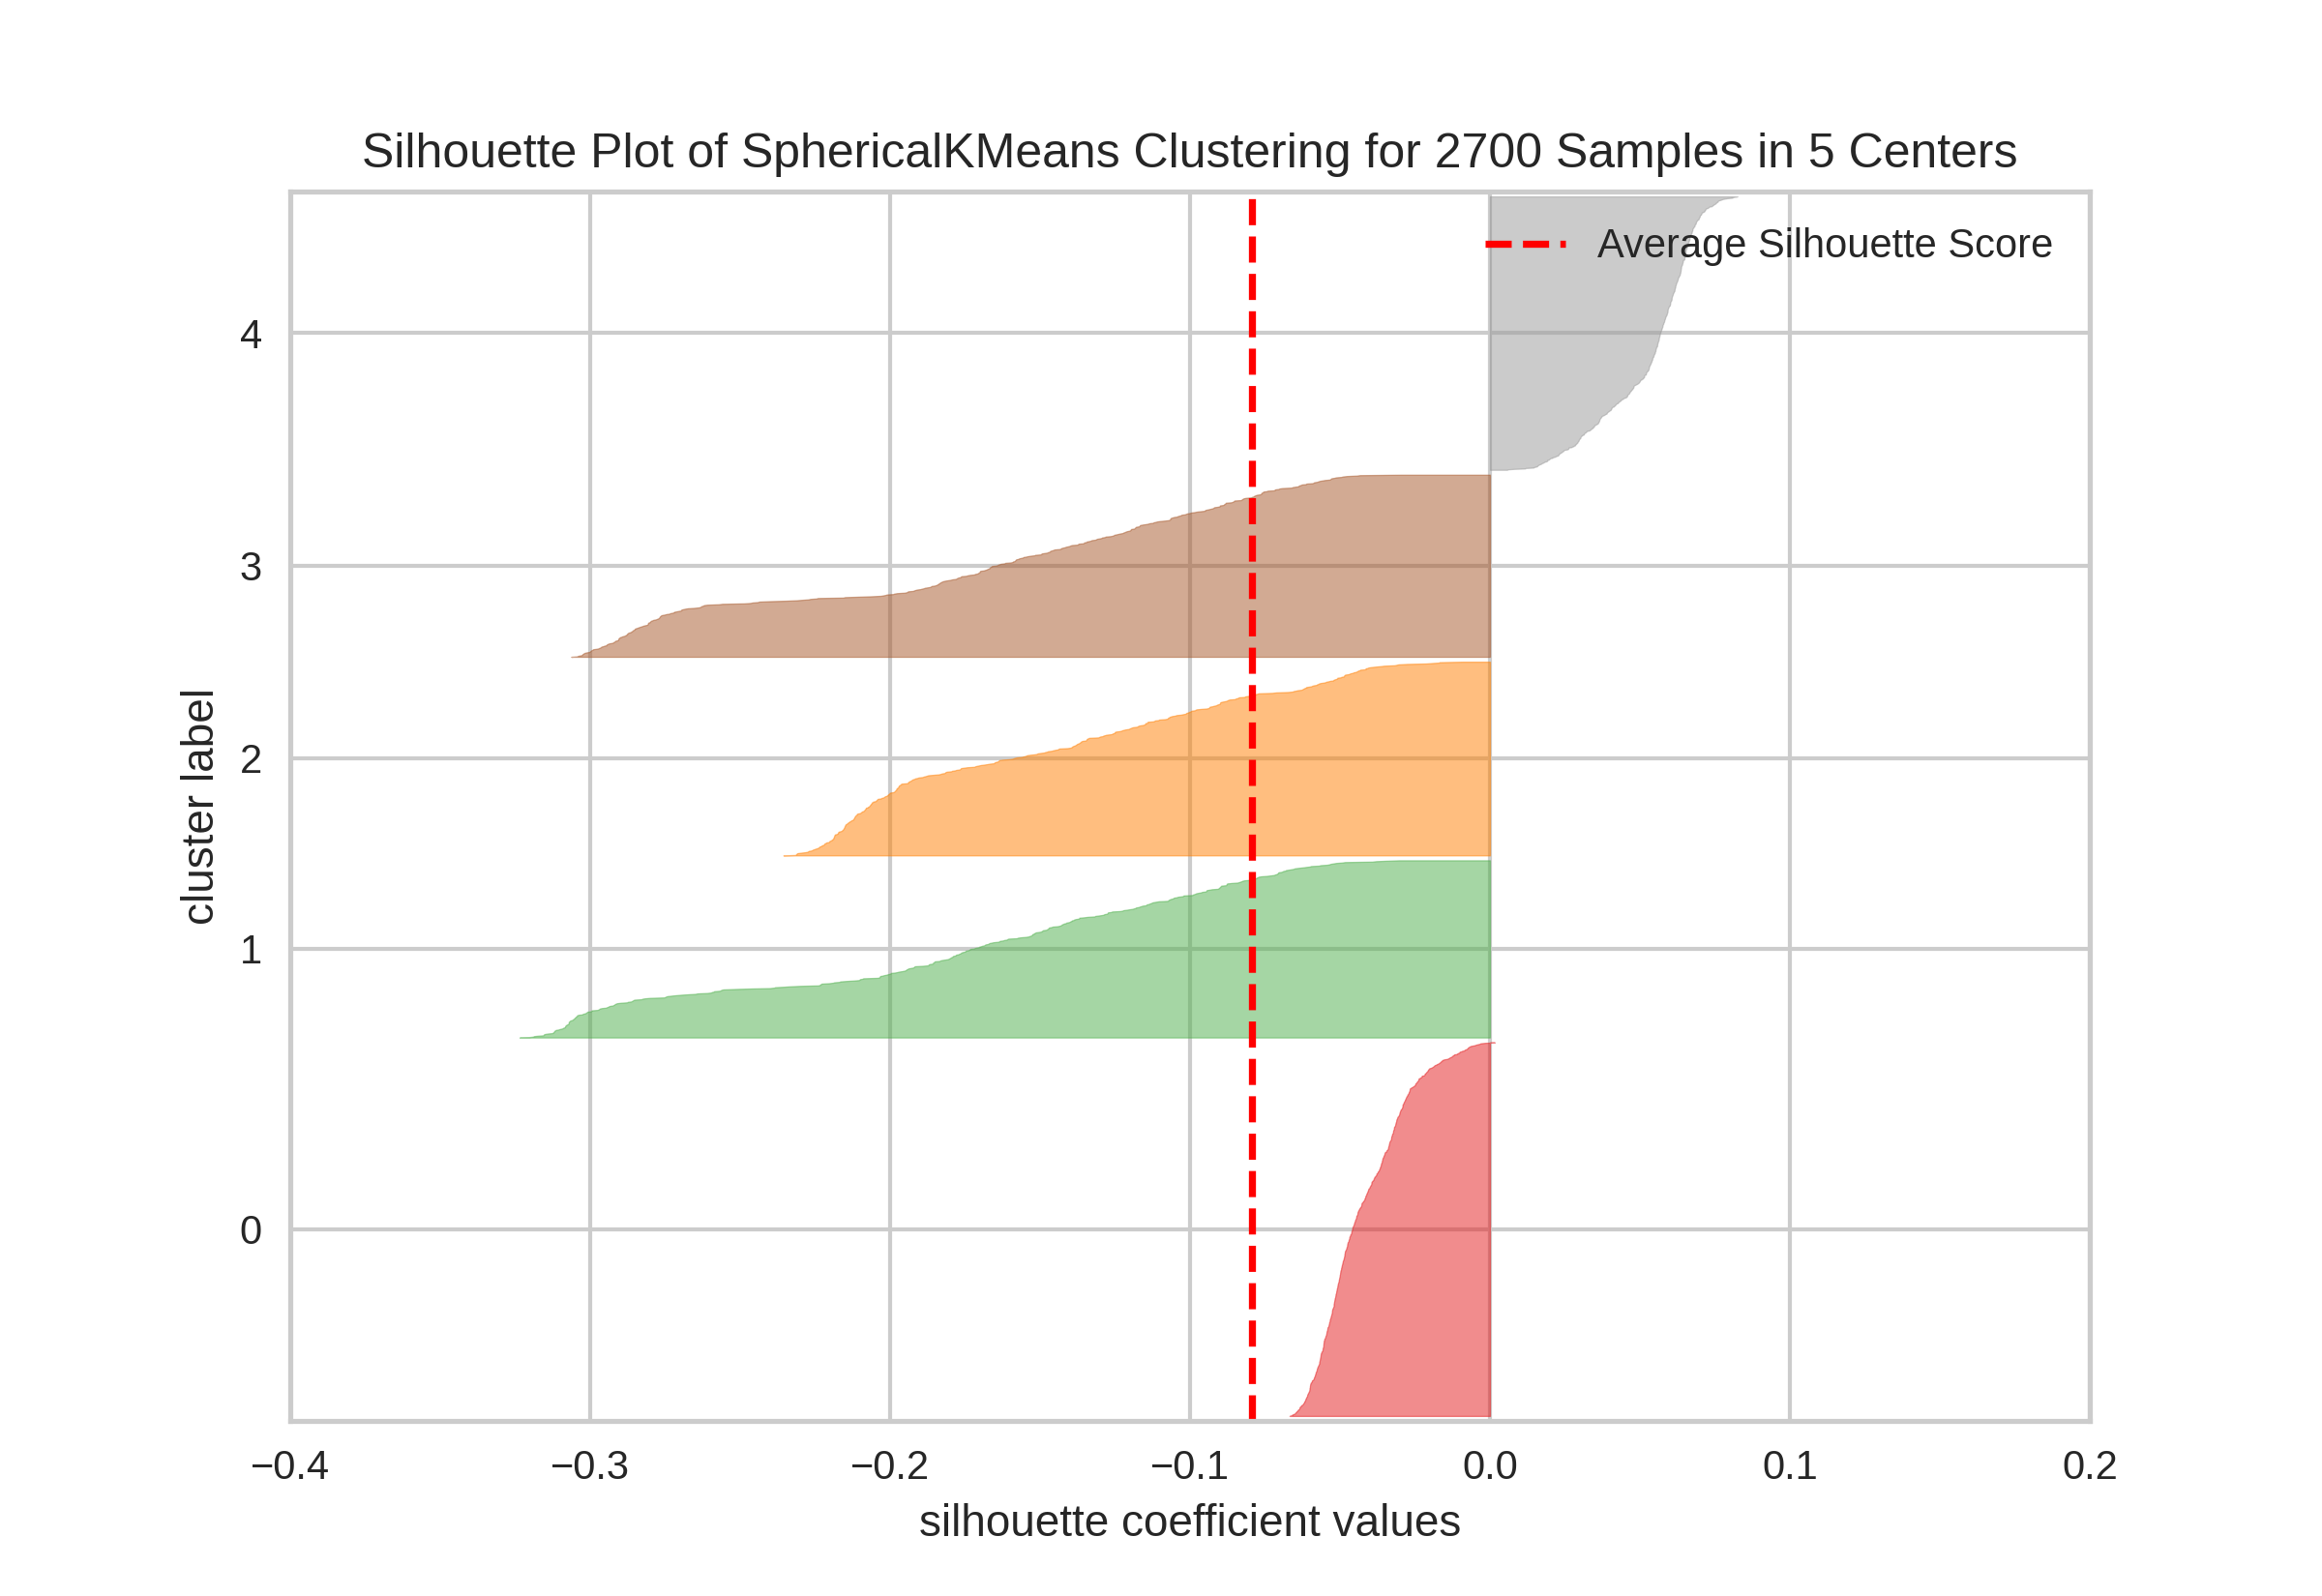 Silhouette Plot of SphericalKMeans Clustering for 2700 Samples in 5 Centers
Average Silhouette Score
4
3
2
1
0
cluster label
−0.4 −0.3 −0.2 −0.1 0.0 0.1 0.2
silhouette coefficient values